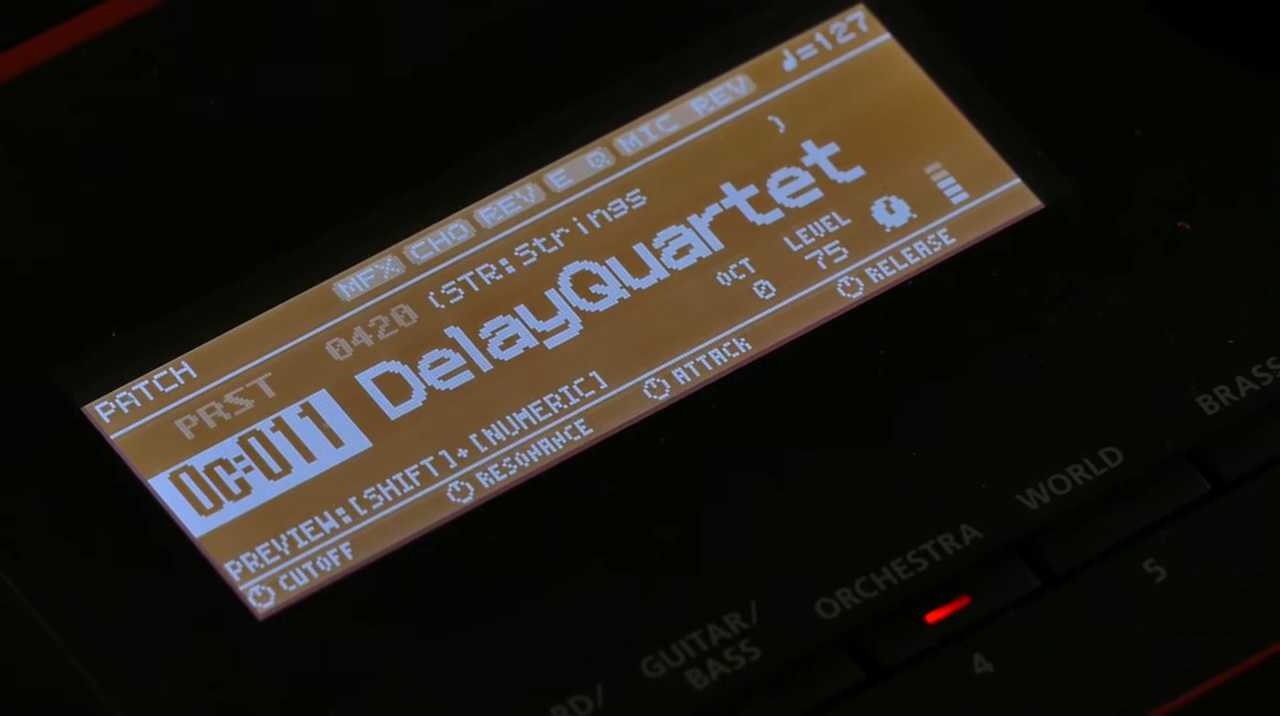 PATCH MFX CHO REV E Q MIC REV ♩=127
PRST 0420 (STR:Strings )
0c:011 DelayQuartet
OCT LEVEL
0 75
PREVIEW:[SHIFT]+[NUMERIC]
CUTOFF RESONANCE ATTACK RELEASE
GUITAR/
BASS
ORCHESTRA
WORLD
BRASS
4
5